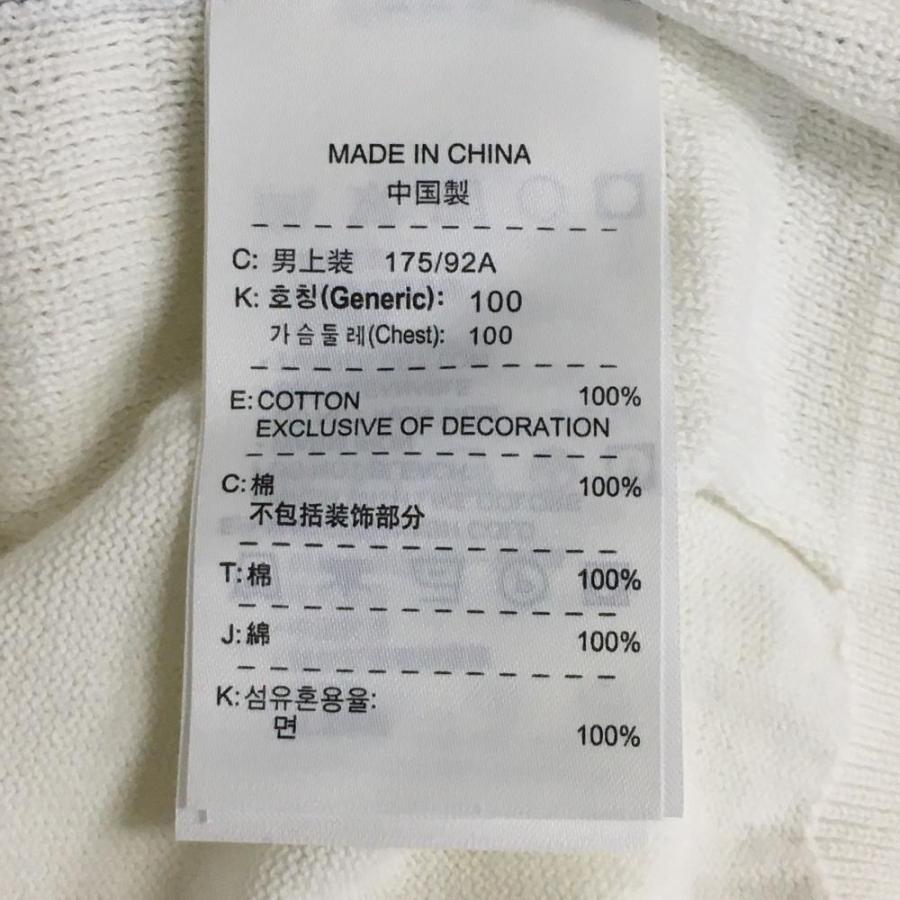 MADE IN CHINA
中国製
C: 男上装 175/92A
K: 호칭(Generic): 100
가슴둘레(Chest): 100
E: COTTON 100%
EXCLUSIVE OF DECORATION
C: 棉 100%
不包括装饰部分
T: 棉 100%
J: 綿 100%
K: 섬유혼용율:
면 100%